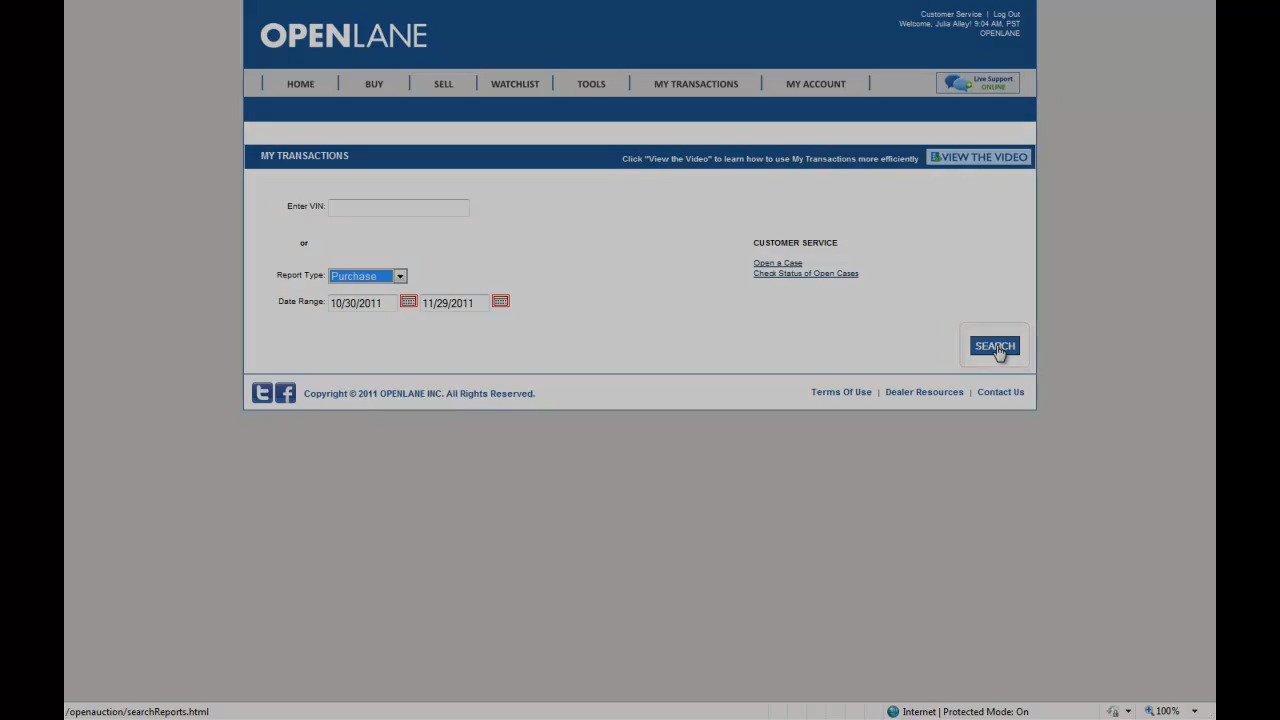 Customer Service | Log Out
Welcome, Julia Alley! 9:04 AM, PST
OPENLANE
OPENLANE
HOME BUY SELL WATCHLIST TOOLS MY TRANSACTIONS MY ACCOUNT
Live Support
ONLINE
MY TRANSACTIONS
Click "View the Video" to learn how to use My Transactions more efficiently
VIEW THE VIDEO
Enter VIN:
or
Report Type: Purchase
Date Range: 10/30/2011 11/29/2011
CUSTOMER SERVICE
Open a Case
Check Status of Open Cases
SEARCH
Copyright © 2011 OPENLANE INC. All Rights Reserved.
Terms Of Use | Dealer Resources | Contact Us
/openauction/searchReports.html
Internet | Protected Mode: On
100%